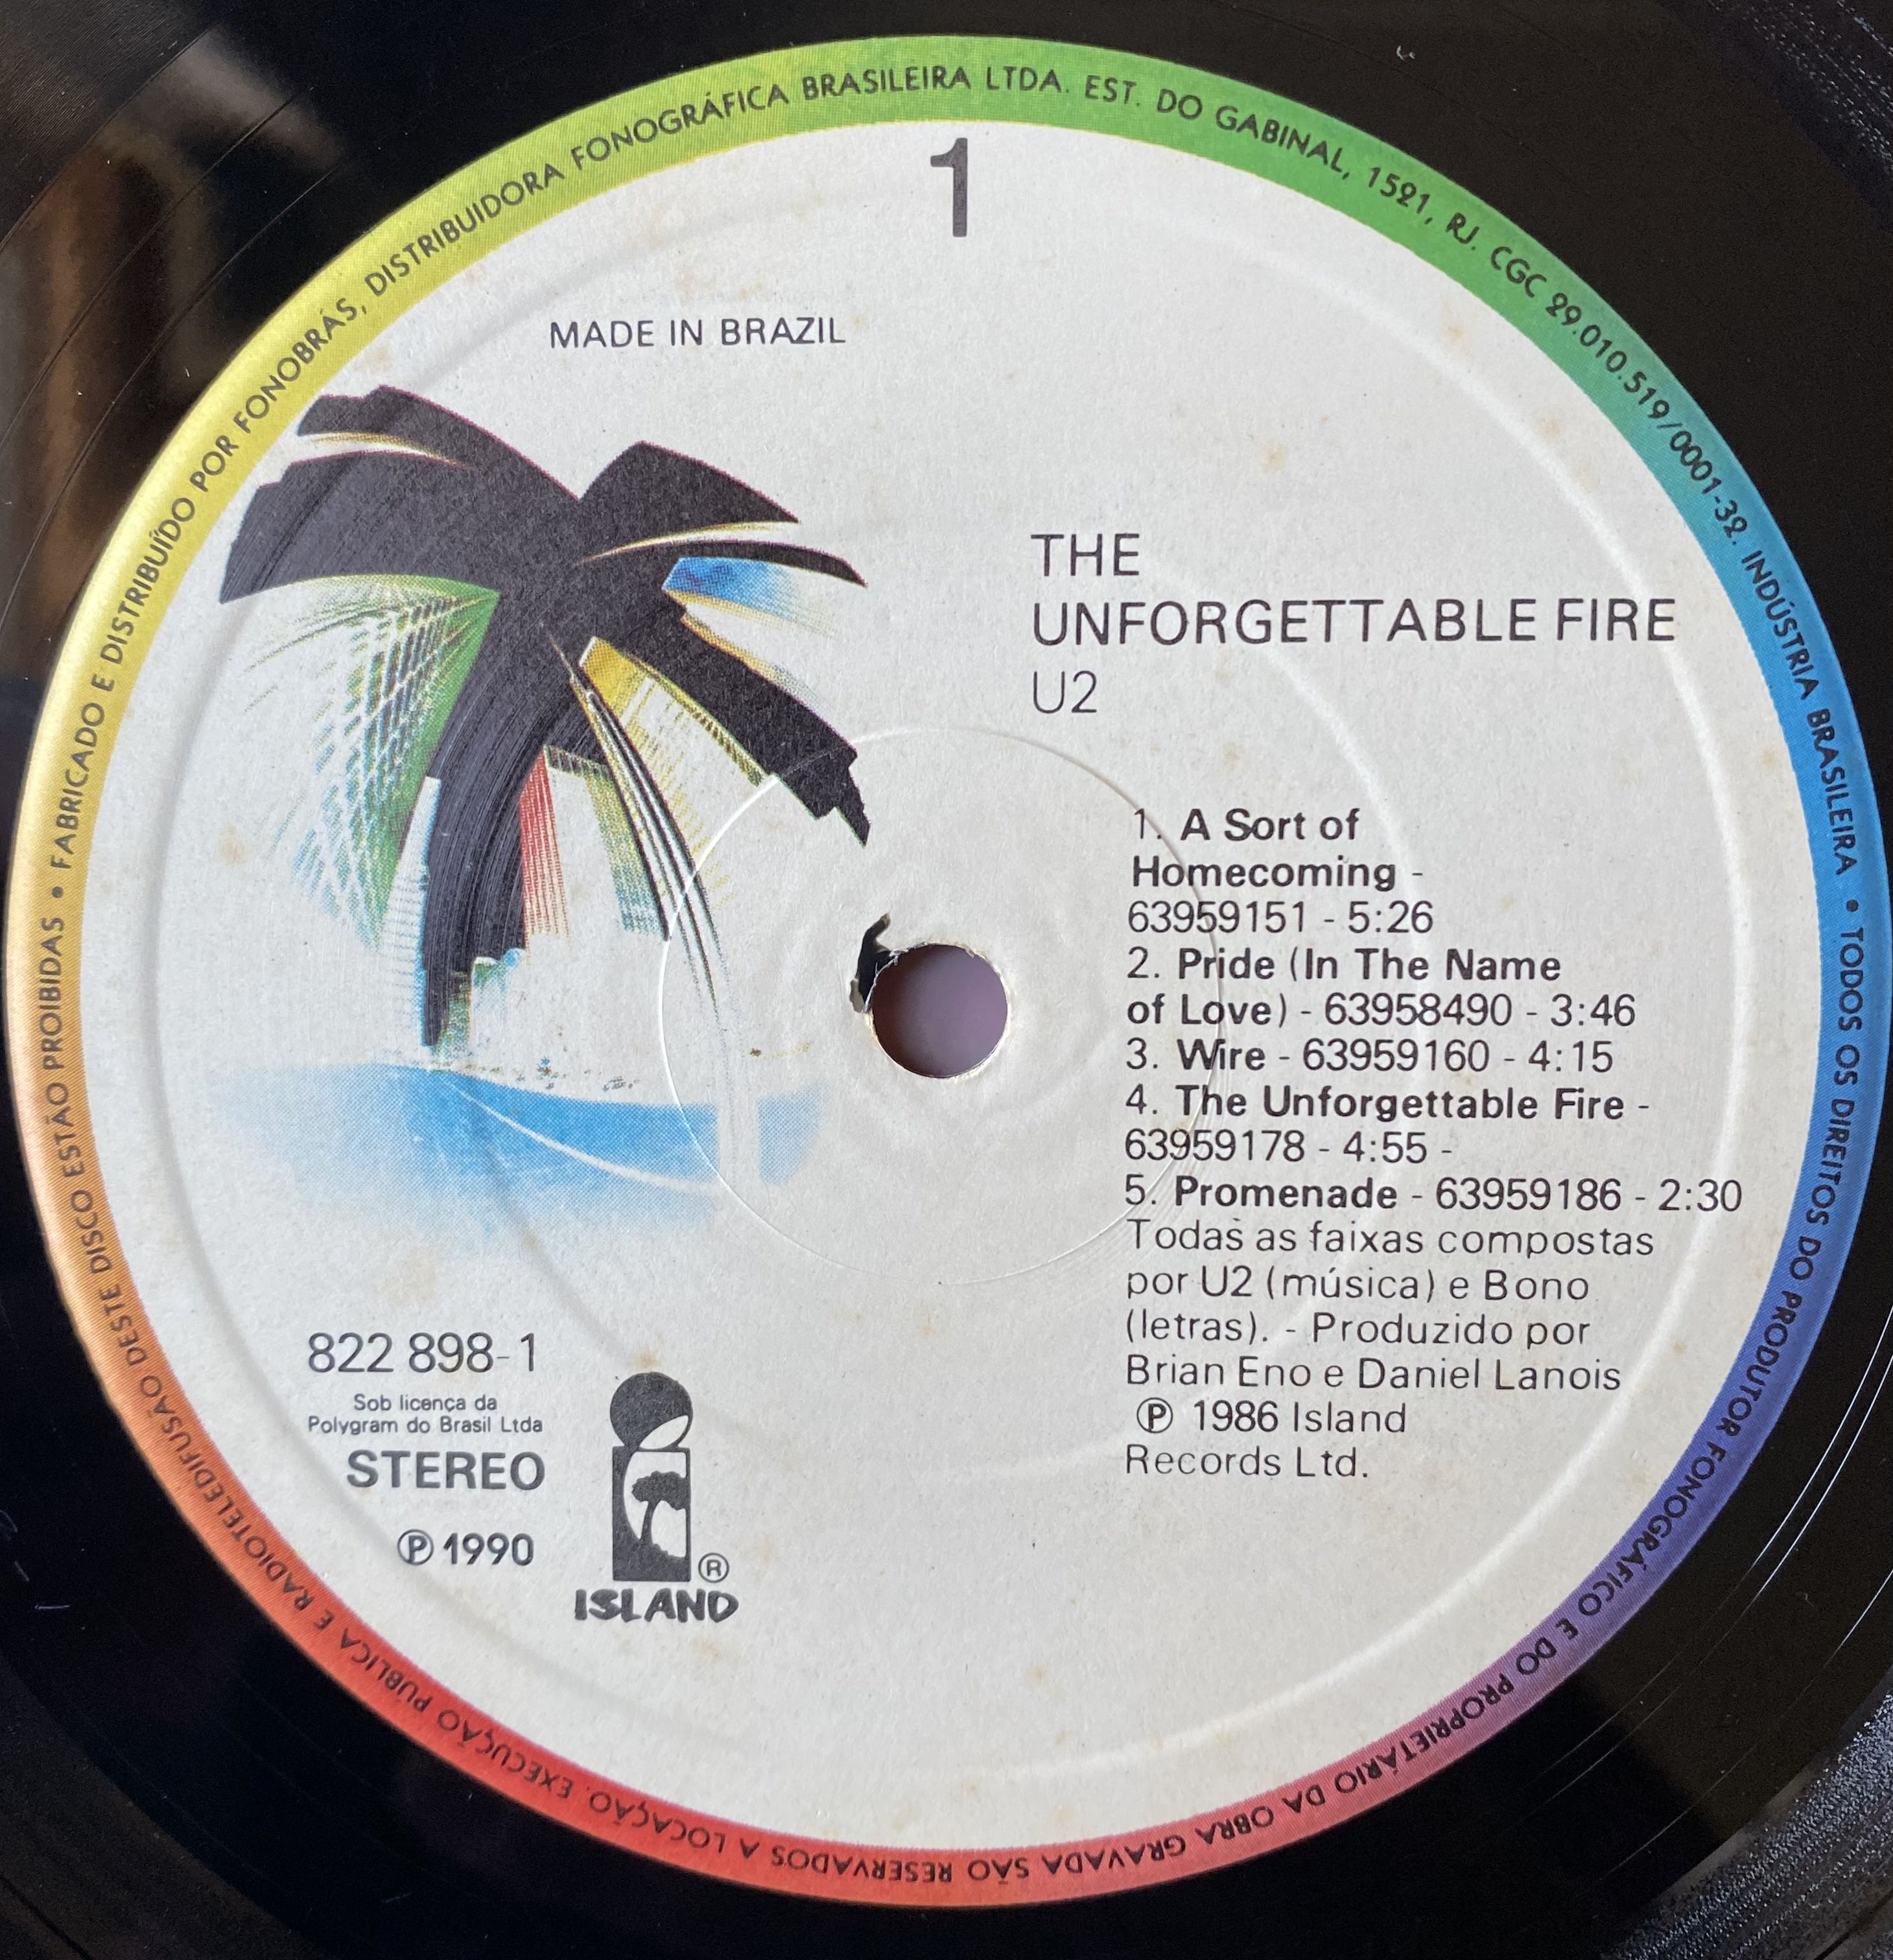 FABRICADO E DISTRIBUÍDO POR FONOBRÁS, DISTRIBUIDORA FONOGRÁFICA BRASILEIRA LTDA. EST. DO GABINAL, 1521, RJ. CGC 29.010.519/0001-32. INDÚSTRIA BRASILEIRA • TODOS OS DIREITOS DO PRODUTOR FONOGRÁFICO E DO PROPRIETÁRIO DA OBRA GRAVADA SÃO RESERVADOS A LOCAÇÃO. EXECUÇÃO PÚBLICA E RADIOTELEDIFUSÃO DESTE DISCO ESTÃO PROIBIDAS •
1
MADE IN BRAZIL
THE
UNFORGETTABLE FIRE
U2
1. A Sort of
Homecoming -
63959151 - 5:26
2. Pride (In The Name
of Love) - 63958490 - 3:46
3. Wire - 63959160 - 4:15
4. The Unforgettable Fire -
63959178 - 4:55 -
5. Promenade - 63959186 - 2:30
Todas as faixas compostas
por U2 (música) e Bono
(letras). - Produzido por
Brian Eno e Daniel Lanois
℗ 1986 Island
Records Ltd.
822 898-1
Sob licença da
Polygram do Brasil Ltda
STEREO
℗ 1990
®
ISLAND